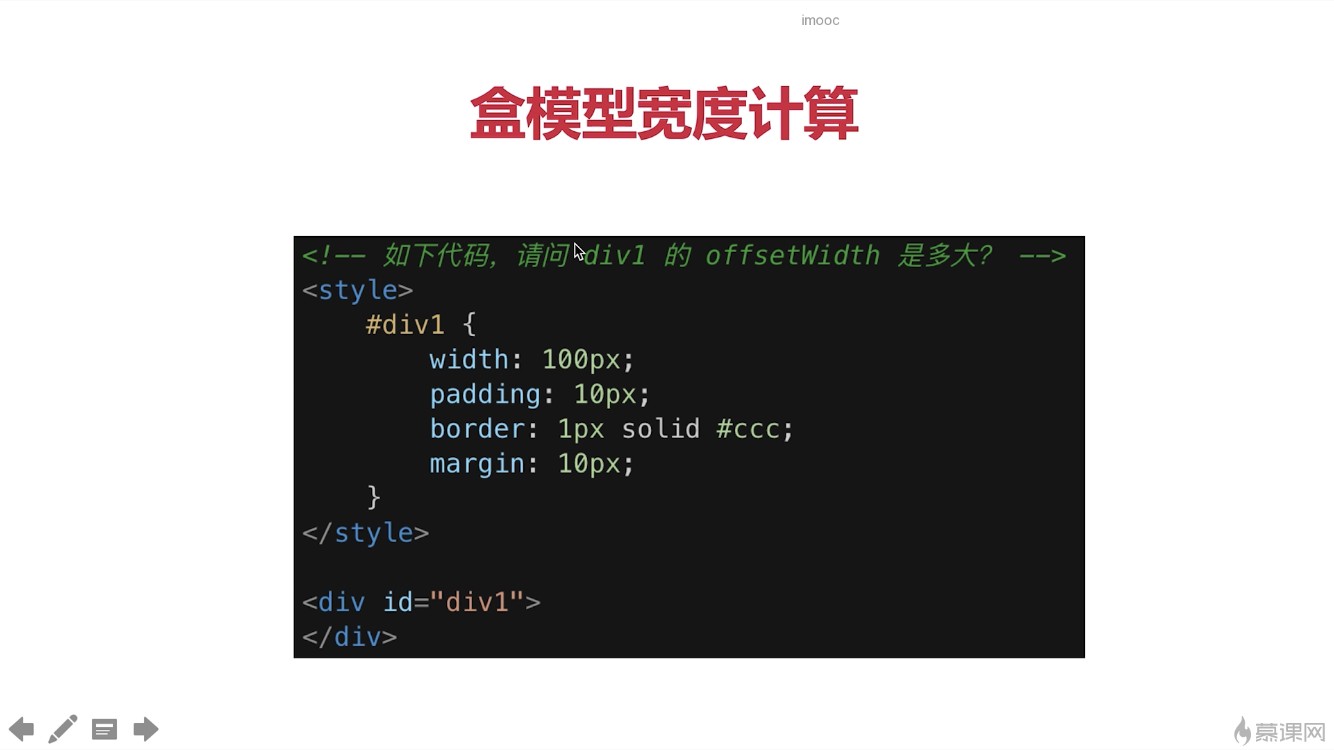 imooc
盒模型宽度计算
<!-- 如下代码，请问 div1 的 offsetWidth 是多大？ -->
<style>
    #div1 {
        width: 100px;
        padding: 10px;
        border: 1px solid #ccc;
        margin: 10px;
    }
</style>

<div id="div1">
</div>
慕课网